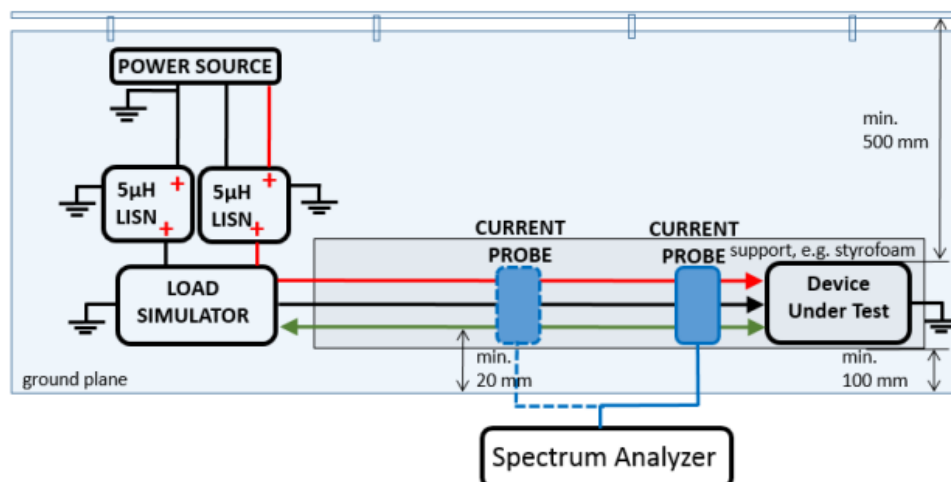 POWER SOURCE
min.
500 mm
5µH
LISN
+
+
5µH
LISN
+
+
CURRENT
PROBE
CURRENT
PROBE
support, e.g. styrofoam
LOAD
SIMULATOR
Device
Under Test
min.
20 mm
min.
100 mm
ground plane
Spectrum Analyzer